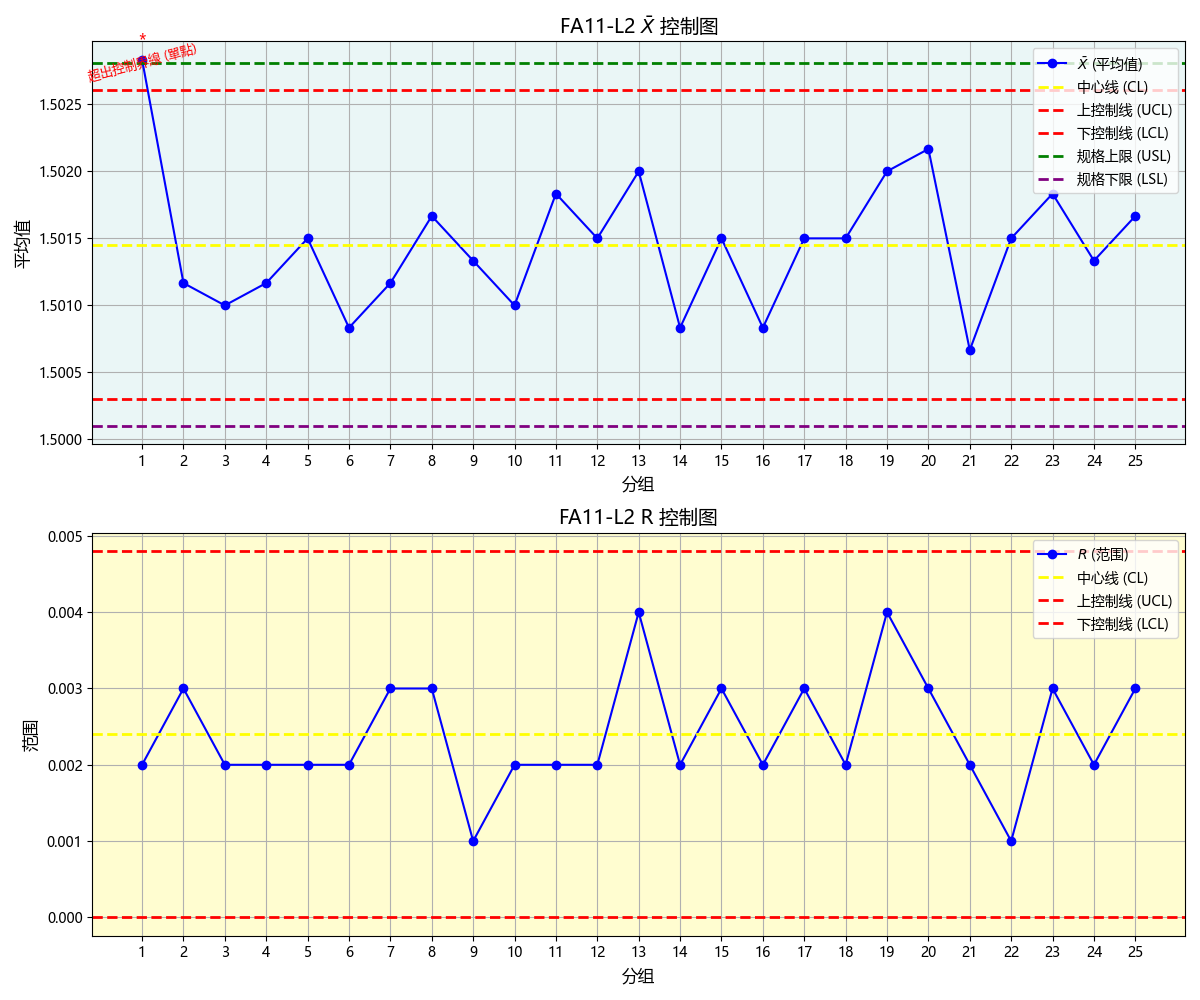 FA11-L2 X̄ 控制图
*
超出控制界線 (單點)
X̄ (平均值)
中心线 (CL)
上控制线 (UCL)
下控制线 (LCL)
规格上限 (USL)
规格下限 (LSL)
平均值
1.5025
1.5020
1.5015
1.5010
1.5005
1.5000
1 2 3 4 5 6 7 8 9 10 11 12 13 14 15 16 17 18 19 20 21 22 23 24 25
分组
FA11-L2 R 控制图
R (范围)
中心线 (CL)
上控制线 (UCL)
下控制线 (LCL)
范围
0.005
0.004
0.003
0.002
0.001
0.000
1 2 3 4 5 6 7 8 9 10 11 12 13 14 15 16 17 18 19 20 21 22 23 24 25
分组